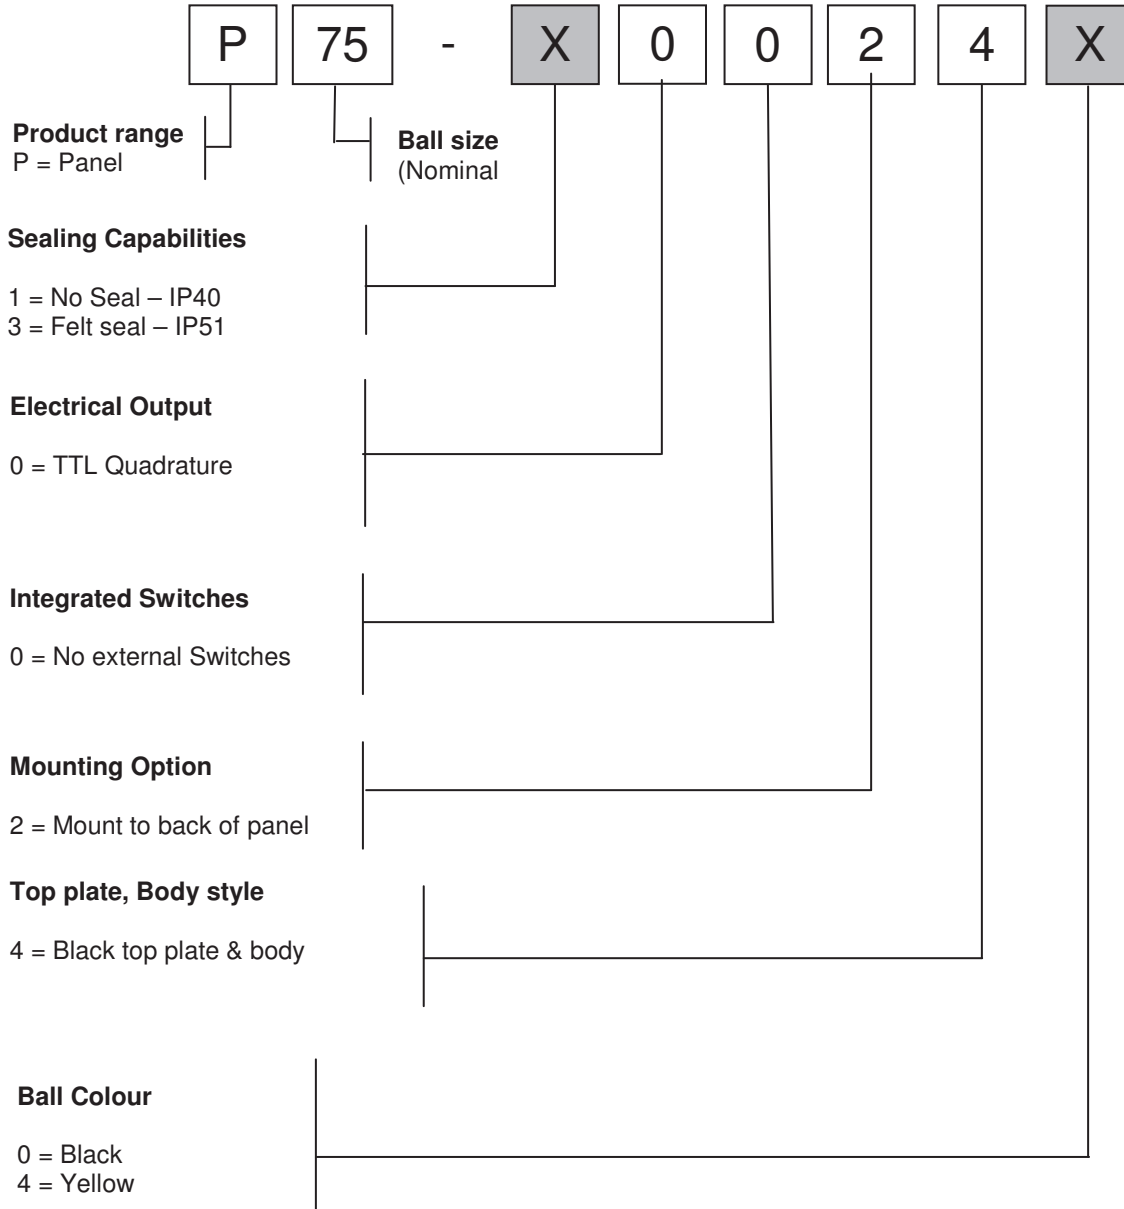 P 75 - X 0 0 2 4 X
Product range
P = Panel
Ball size
(Nominal
Sealing Capabilities
1 = No Seal – IP40
3 = Felt seal – IP51
Electrical Output
0 = TTL Quadrature
Integrated Switches
0 = No external Switches
Mounting Option
2 = Mount to back of panel
Top plate, Body style
4 = Black top plate & body
Ball Colour
0 = Black
4 = Yellow